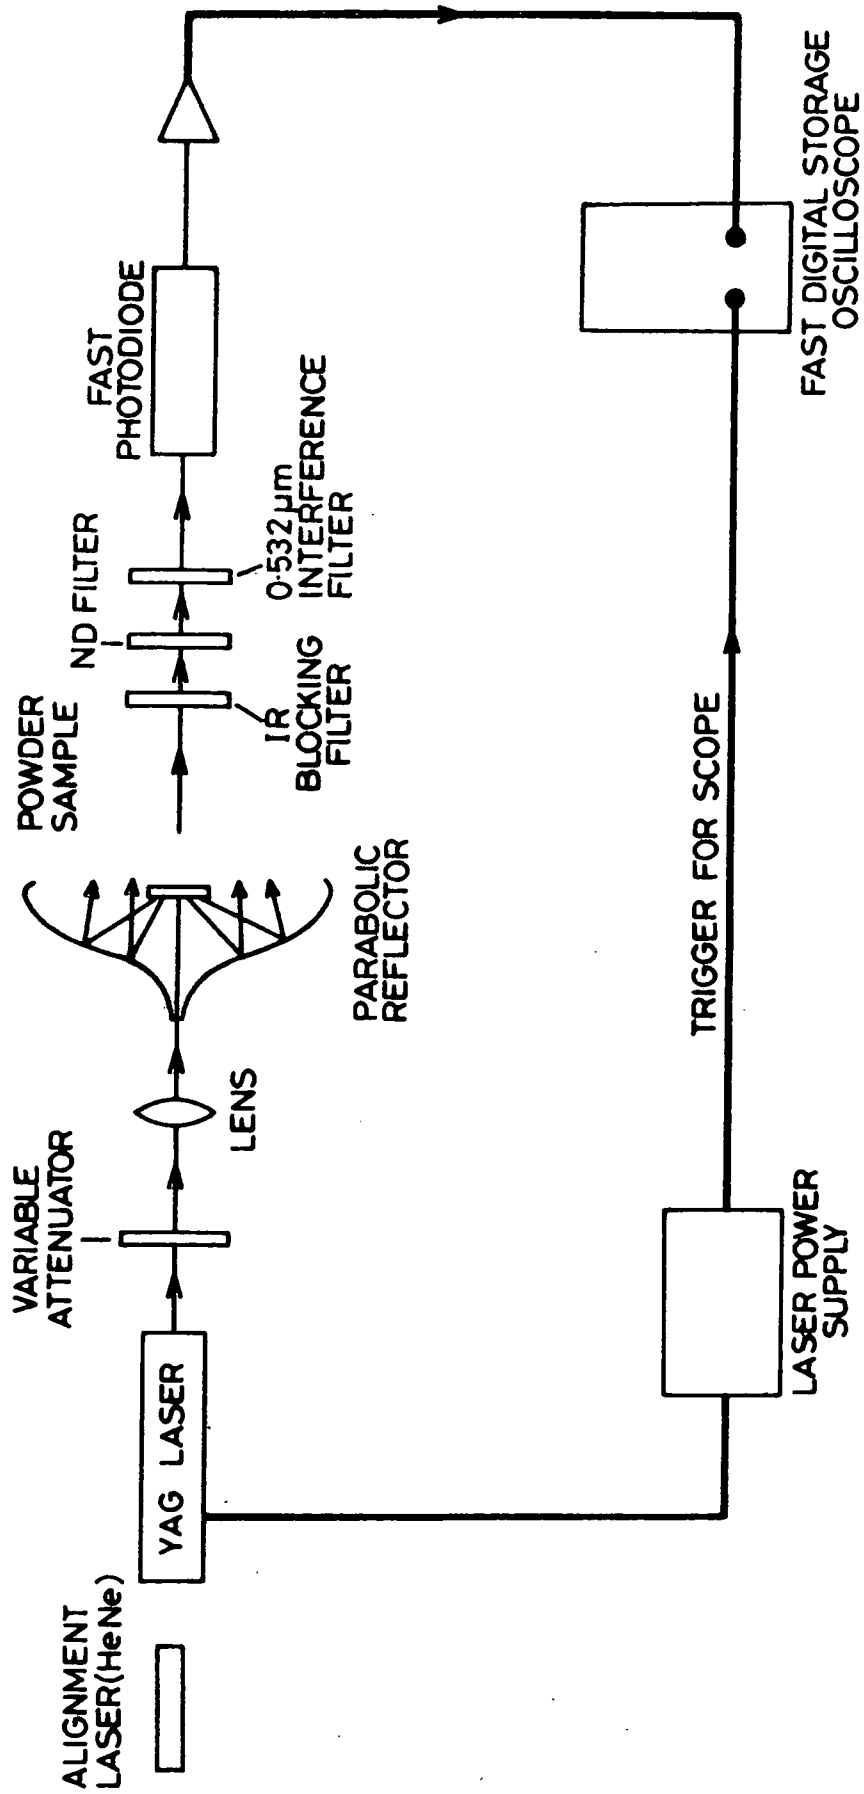 ALIGNMENT
LASER(HeNe)
YAG LASER
VARIABLE
ATTENUATOR
LENS
PARABOLIC
REFLECTOR
POWDER
SAMPLE
IR
BLOCKING
FILTER
ND FILTER
0·532μm
INTERFERENCE
FILTER
FAST
PHOTODIODE
LASER POWER
SUPPLY
TRIGGER FOR SCOPE
FAST DIGITAL STORAGE
OSCILLOSCOPE